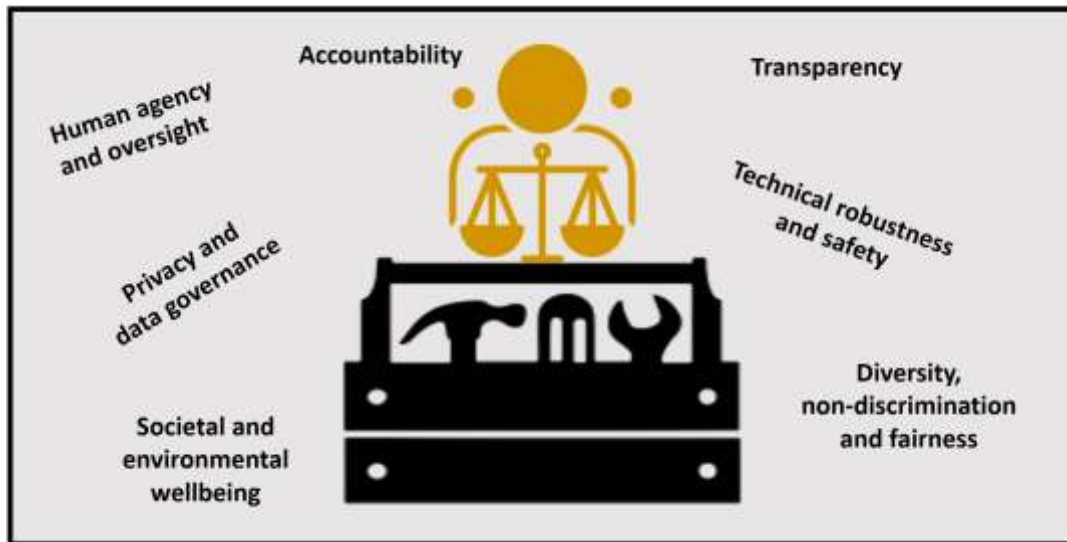 Accountability
Transparency
Human agency
and oversight
Technical robustness
and safety
Privacy and
data governance
Diversity,
non-discrimination
and fairness
Societal and
environmental
wellbeing